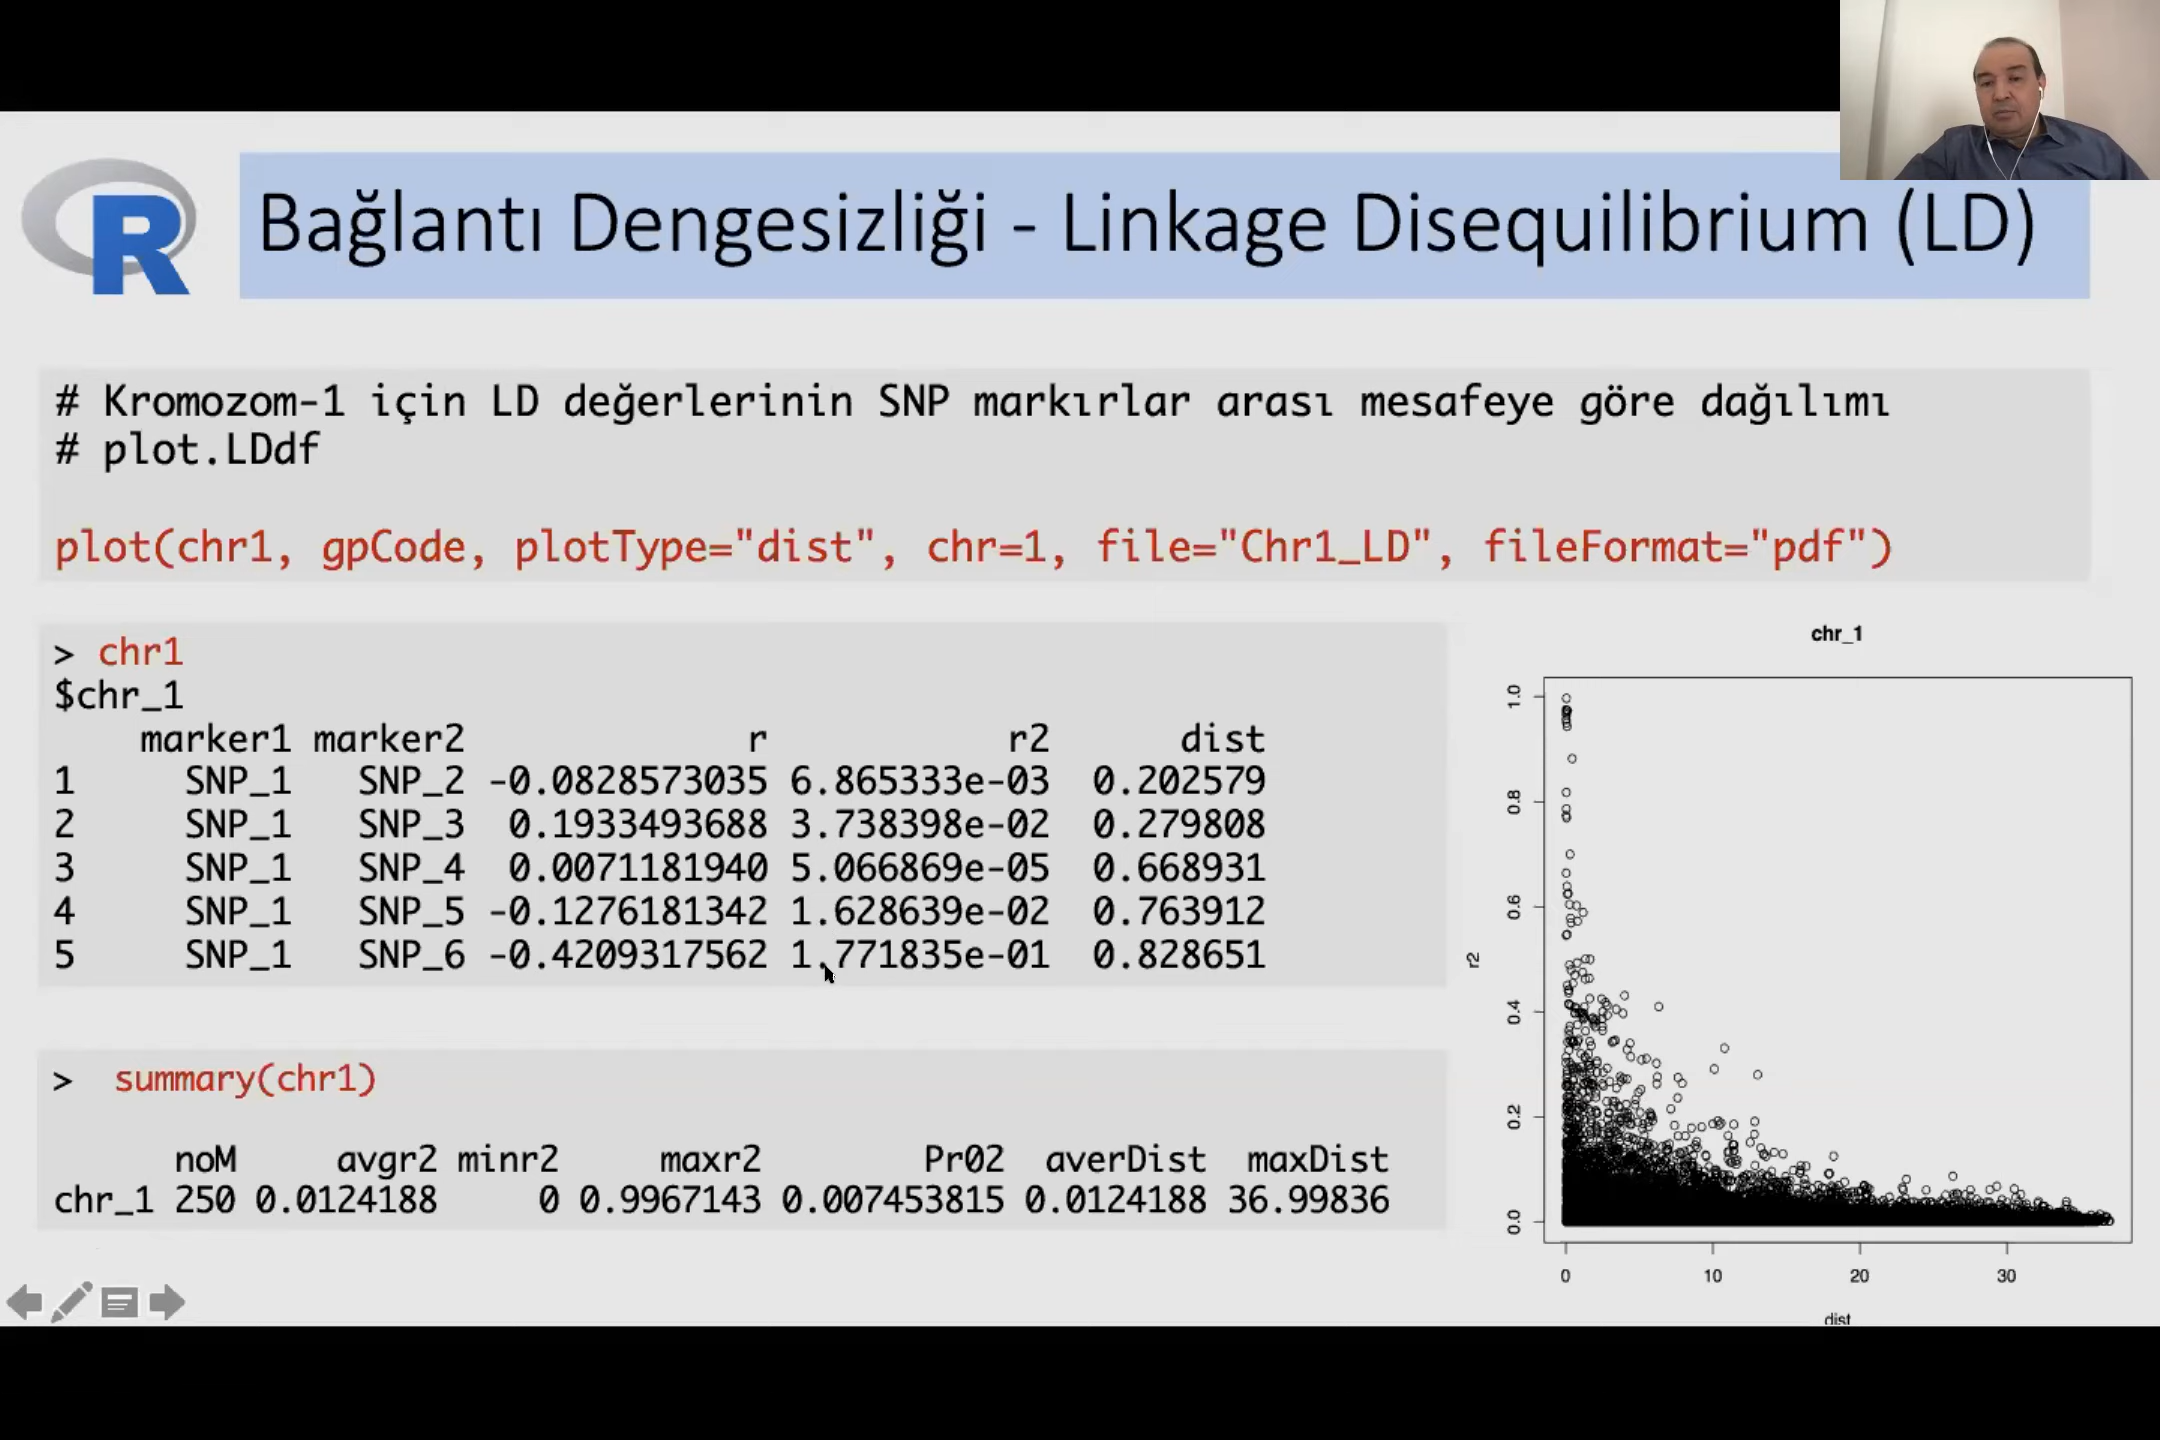 R
Bağlantı Dengesizliği - Linkage Disequilibrium (LD)
# Kromozom-1 için LD değerlerinin SNP markırlar arası mesafeye göre dağılımı
# plot.LDdf
plot(chr1, gpCode, plotType="dist", chr=1, file="Chr1_LD", fileFormat="pdf")
> chr1
$chr_1
marker1 marker2 r r2 dist
1 SNP_1 SNP_2 -0.0828573035 6.865333e-03 0.202579
2 SNP_1 SNP_3 0.1933493688 3.738398e-02 0.279808
3 SNP_1 SNP_4 0.0071181940 5.066869e-05 0.668931
4 SNP_1 SNP_5 -0.1276181342 1.628639e-02 0.763912
5 SNP_1 SNP_6 -0.4209317562 1.771835e-01 0.828651
> summary(chr1)
noM avgr2 minr2 maxr2 Pr02 averDist maxDist
chr_1 250 0.0124188 0 0.9967143 0.007453815 0.0124188 36.99836
chr_1
1.0
0.8
0.6
r2
0.4
0.2
0.0
0 10 20 30
dist